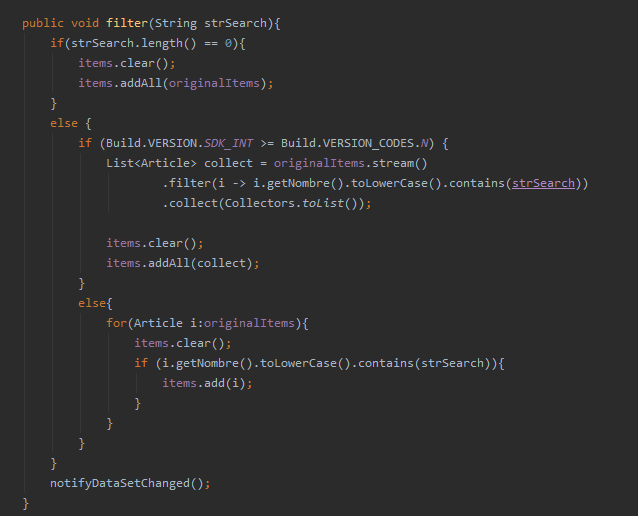 public void filter(String strSearch){
    if(strSearch.length() == 0){
        items.clear();
        items.addAll(originalItems);
    }
    else {
        if (Build.VERSION.SDK_INT >= Build.VERSION_CODES.N) {
            List<Article> collect = originalItems.stream()
                    .filter(i -> i.getNombre().toLowerCase().contains(strSearch))
                    .collect(Collectors.toList());

            items.clear();
            items.addAll(collect);
        }
        else{
            for(Article i:originalItems){
                items.clear();
                if (i.getNombre().toLowerCase().contains(strSearch)){
                    items.add(i);
                }
            }
        }
    }
    notifyDataSetChanged();
}